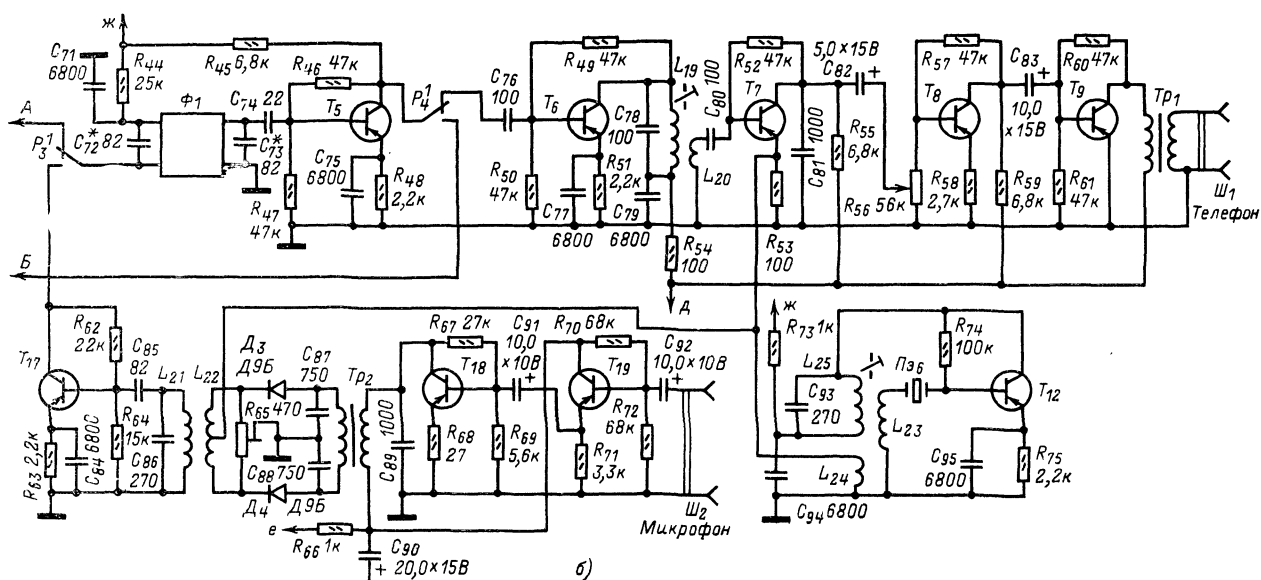 Ж
C71
6800
R44
25к
R45 6,8к
R46 47к
А
Р3¹
C72* 82
Ф1
C74 22
C73*
82
T5
C75
6800
R48
2,2к
R47
47к
Р4¹
C76
100
R49 47к
T6
C78
100
L19
R50
47к
R51
2,2к
C77
6800
C79
6800
L20
C80 100
R52 47к
T7
R54
100
Д
R53
100
C81 1000
5,0×15В
C82
R55
6,8к
R56 56к
R57 47к
T8
R58
2,7к
R59
6,8к
C83
10,0
×15В
R60
47к
T9
R61
47к
Тр1
Ш1
Телефон
Б
T17
R62
22к
C85
82
L21
L22
R63 2,2к
C84 6800
R64
15к
C86
270
Д3
Д9Б
R65 470
C87
750
C88 750
Д4 Д9Б
Тр2
C89 1000
R67 27к
T18
R68
27
R69
5,6к
C91
10,0
×10В
R70 68к
T19
R71
3,3к
R72
68к
C92
10,0×10В
Ш2
Микрофон
е
R66 1к
C90
20,0×15В
Ж
R73 1к
L25
C93
270
L23
L24
C94 6800
Пэ6
R74
100к
T12
C95
6800
R75
2,2к
б)